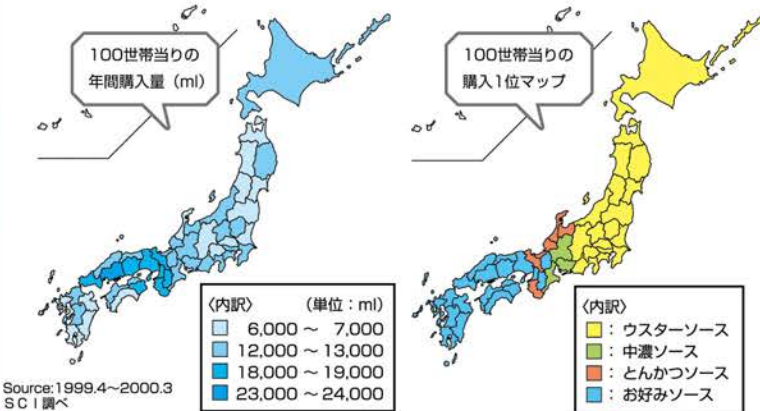 100世帯当りの
年間購入量（ml）
〈内訳〉 （単位：ml）
6,000 ～ 7,000
12,000 ～ 13,000
18,000 ～ 19,000
23,000 ～ 24,000
Source:1999.4～2000.3
ＳＣＩ調べ
100世帯当りの
購入1位マップ
〈内訳〉
：ウスターソース
：中濃ソース
：とんかつソース
：お好みソース